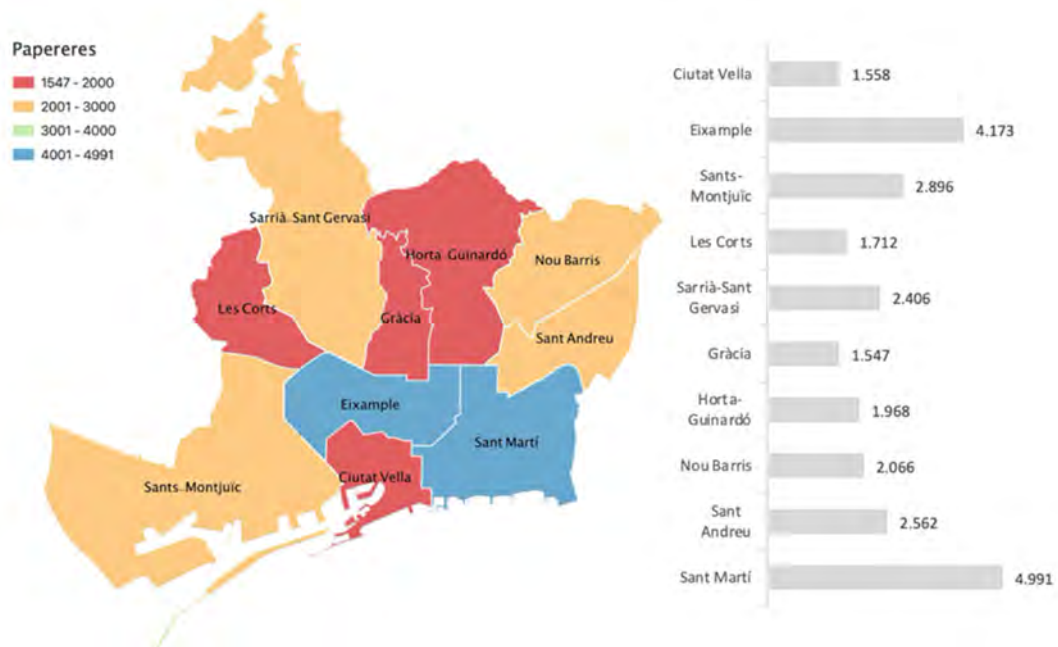 Papereres
1547 - 2000
2001 - 3000
3001 - 4000
4001 - 4991
Sarrià-Sant Gervasi
Horta-Guinardó
Nou Barris
Les Corts
Gràcia
Sant Andreu
Eixample
Sant Martí
Ciutat Vella
Sants-Montjuïc
Ciutat Vella
1.558
Eixample
4.173
Sants-
Montjuïc
2.896
Les Corts
1.712
Sarrià-Sant
Gervasi
2.406
Gràcia
1.547
Horta-
Guinardó
1.968
Nou Barris
2.066
Sant
Andreu
2.562
Sant Martí
4.991